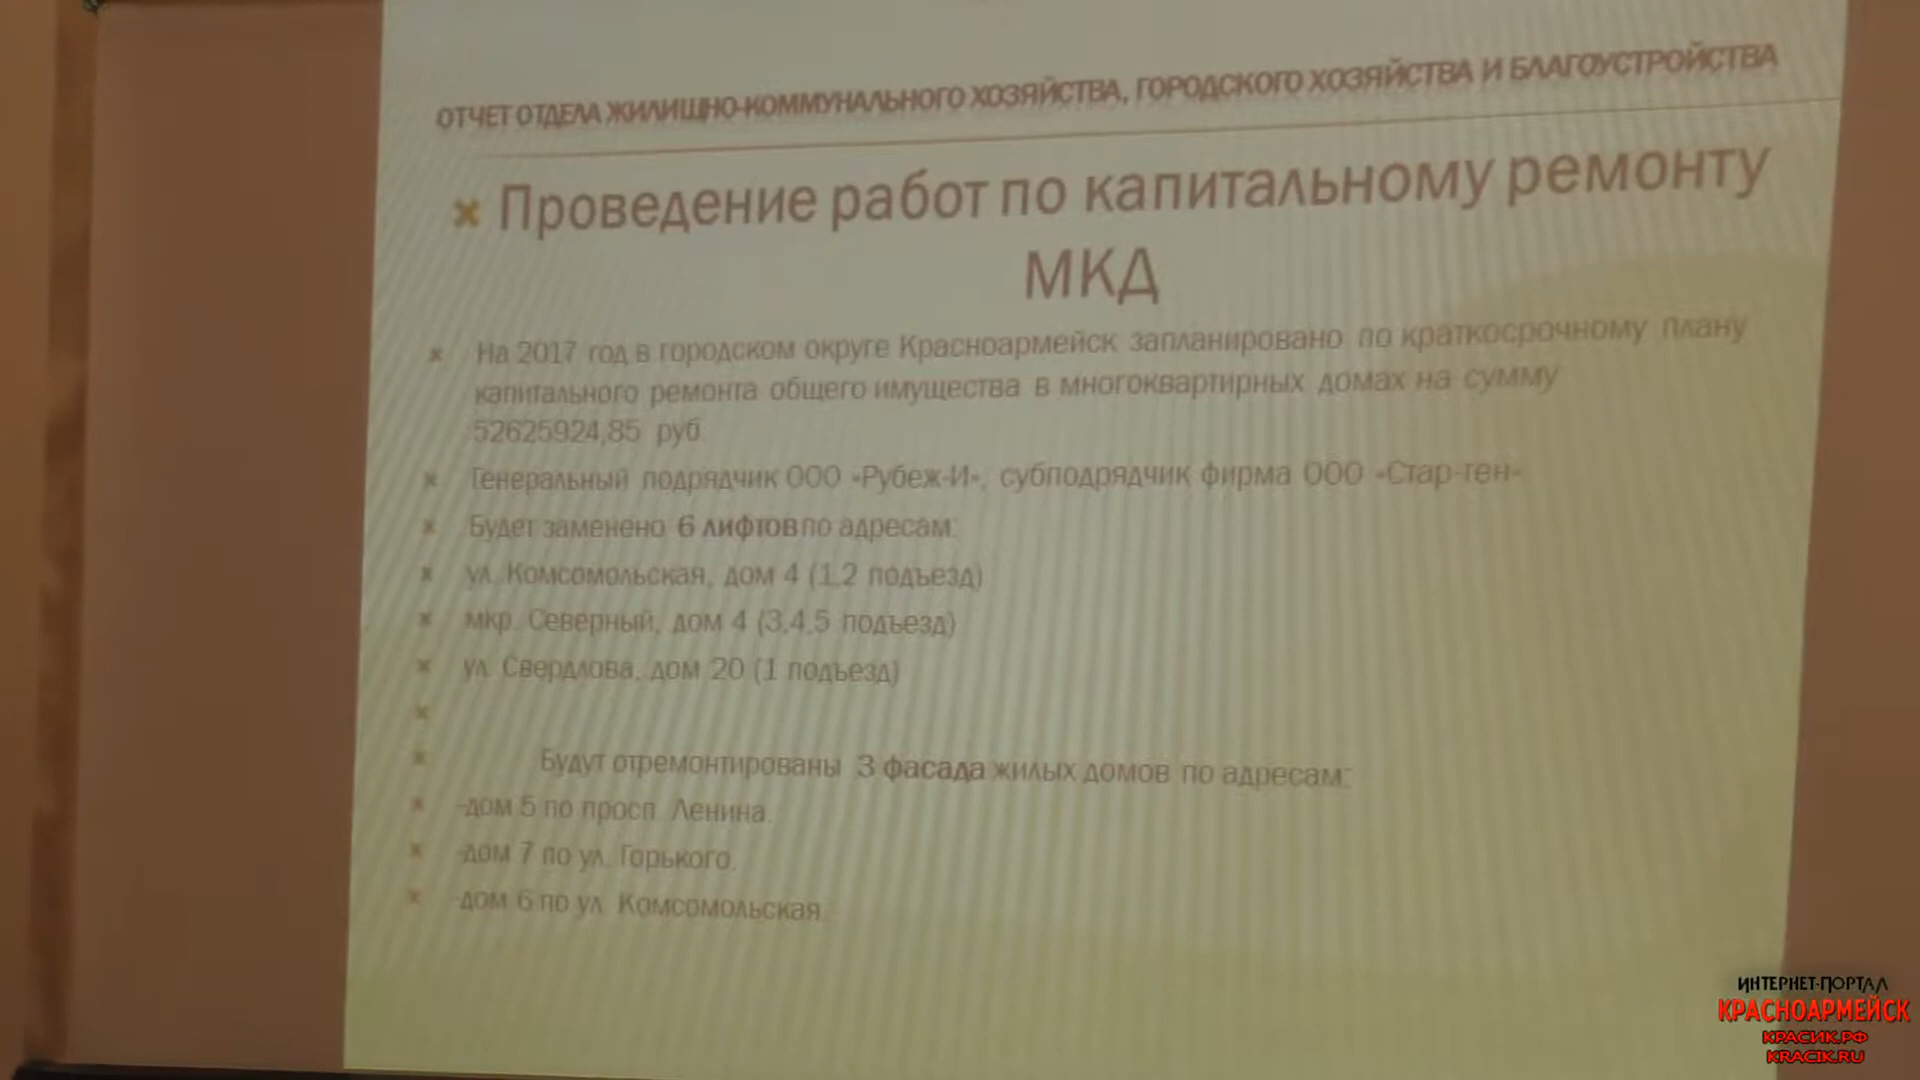 ОТЧЕТ ОТДЕЛА ЖИЛИЩНО-КОММУНАЛЬНОГО ХОЗЯЙСТВА, ГОРОДСКОГО ХОЗЯЙСТВА И БЛАГОУСТРОЙСТВА
Проведение работ по капитальному ремонту
МКД
На 2017 год в городском округе Красноармейск запланировано по краткосрочному плану
капитального ремонта общего имущества в многоквартирных домах на сумму
52625924,85 руб.
Генеральный подрядчик ООО «Рубеж-И», субподрядчик фирма ООО «Стар-ген»
Будет заменено 6 лифтов по адресам:
ул. Комсомольская, дом 4 (1,2 подъезд)
мкр. Северный, дом 4 (3,4,5 подъезд)
ул. Свердлова, дом 20 (1 подъезд)
Будут отремонтированы 3 фасада жилых домов по адресам:
-дом 5 по просп. Ленина.
-дом 7 по ул. Горького.
-дом 6 по ул. Комсомольская.
ИНТЕРНЕТ-ПОРТАЛ
КРАСНОАРМЕЙСК
КРАСИК.РФ
KRACIK.RU